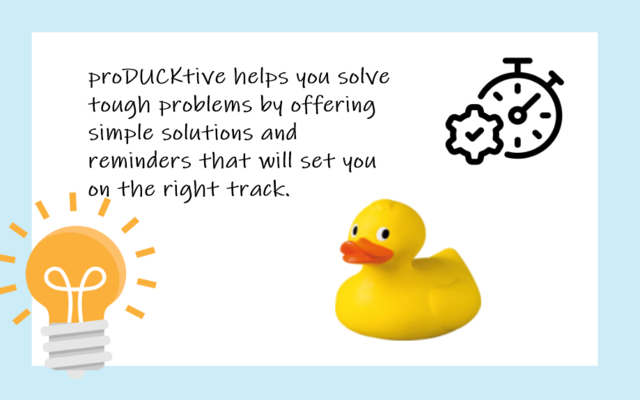 proDUCKtive helps you solve
tough problems by offering
simple solutions and
reminders that will set you
on the right track.